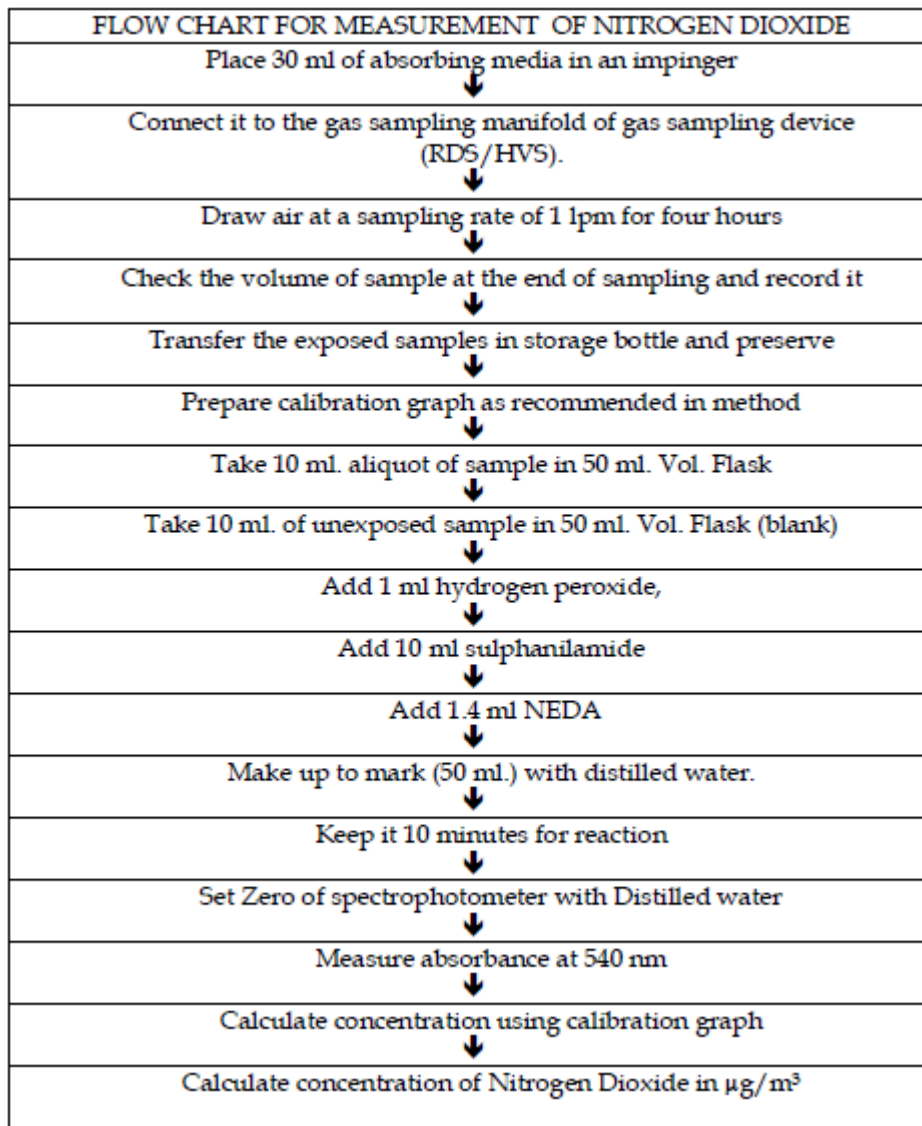 FLOW CHART FOR MEASUREMENT OF NITROGEN DIOXIDE
Place 30 ml of absorbing media in an impinger
Connect it to the gas sampling manifold of gas sampling device
(RDS/HVS).
Draw air at a sampling rate of 1 lpm for four hours
Check the volume of sample at the end of sampling and record it
Transfer the exposed samples in storage bottle and preserve
Prepare calibration graph as recommended in method
Take 10 ml. aliquot of sample in 50 ml. Vol. Flask
Take 10 ml. of unexposed sample in 50 ml. Vol. Flask (blank)
Add 1 ml hydrogen peroxide,
Add 10 ml sulphanilamide
Add 1.4 ml NEDA
Make up to mark (50 ml.) with distilled water.
Keep it 10 minutes for reaction
Set Zero of spectrophotometer with Distilled water
Measure absorbance at 540 nm
Calculate concentration using calibration graph
Calculate concentration of Nitrogen Dioxide in µg/m³